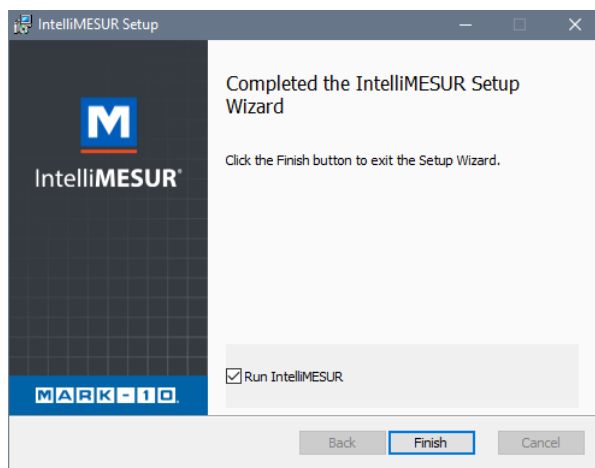 IntelliMESUR Setup
M
IntelliMESUR®
MARK-10.
Completed the IntelliMESUR Setup
Wizard
Click the Finish button to exit the Setup Wizard.
Run IntelliMESUR
Back
Finish
Cancel